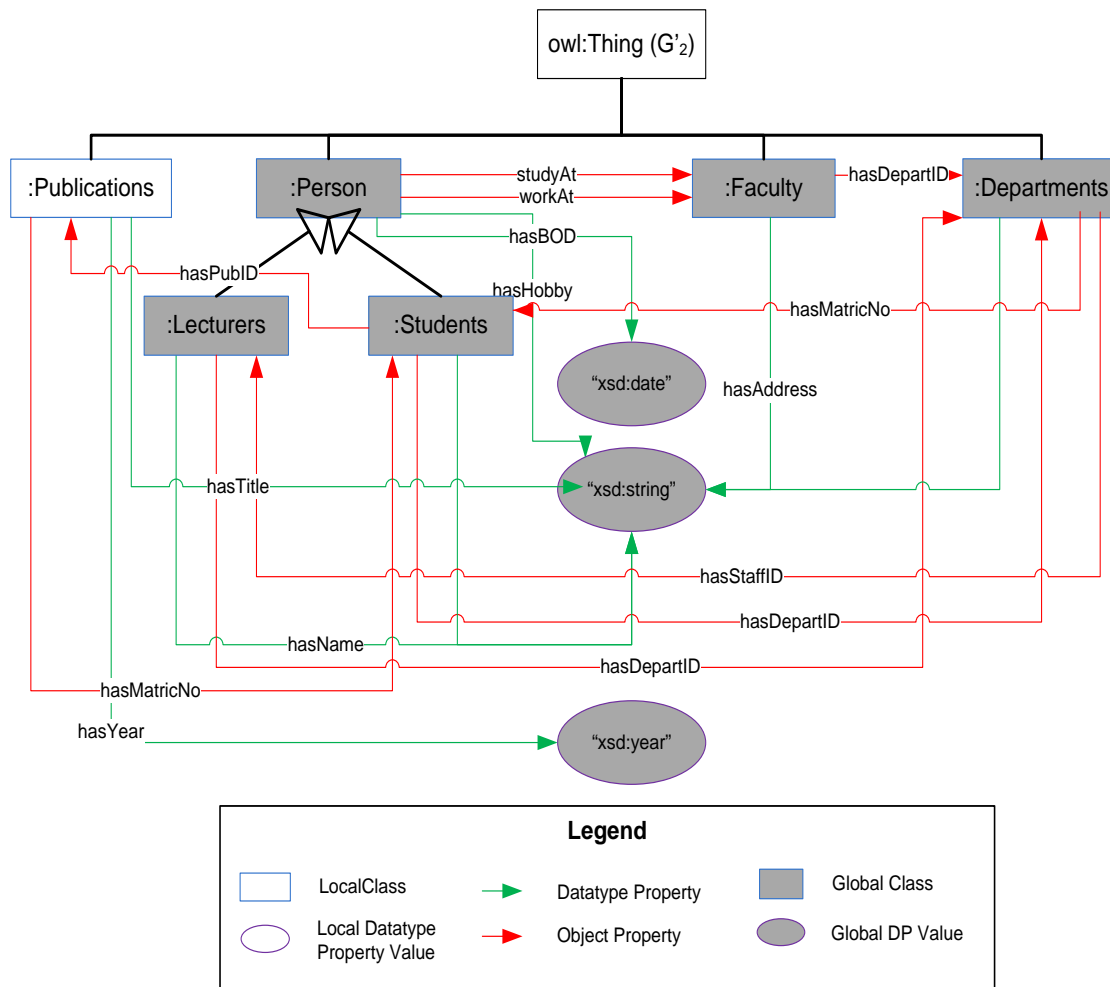 owl:Thing (G'₂)
:Publications
:Person
studyAt
workAt
:Faculty
hasDepartID
:Departments
hasBOD
hasPubID
hasHobby
:Lecturers
:Students
hasMatricNo
"xsd:date"
hasAddress
hasTitle
"xsd:string"
hasStaffID
hasDepartID
hasName
hasDepartID
hasMatricNo
hasYear
"xsd:year"
Legend
LocalClass
Datatype Property
Global Class
Local Datatype
Property Value
Object Property
Global DP Value